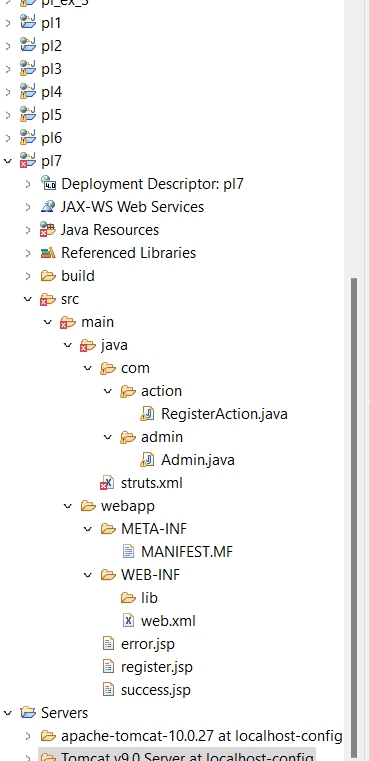 pl_ex_3
pl1
pl2
pl3
pl4
pl5
pl6
pl7
Deployment Descriptor: pl7
JAX-WS Web Services
Java Resources
Referenced Libraries
build
src
main
java
com
action
RegisterAction.java
admin
Admin.java
struts.xml
webapp
META-INF
MANIFEST.MF
WEB-INF
lib
web.xml
error.jsp
register.jsp
success.jsp
Servers
apache-tomcat-10.0.27 at localhost-config
Tomcat v9.0 Server at localhost-config